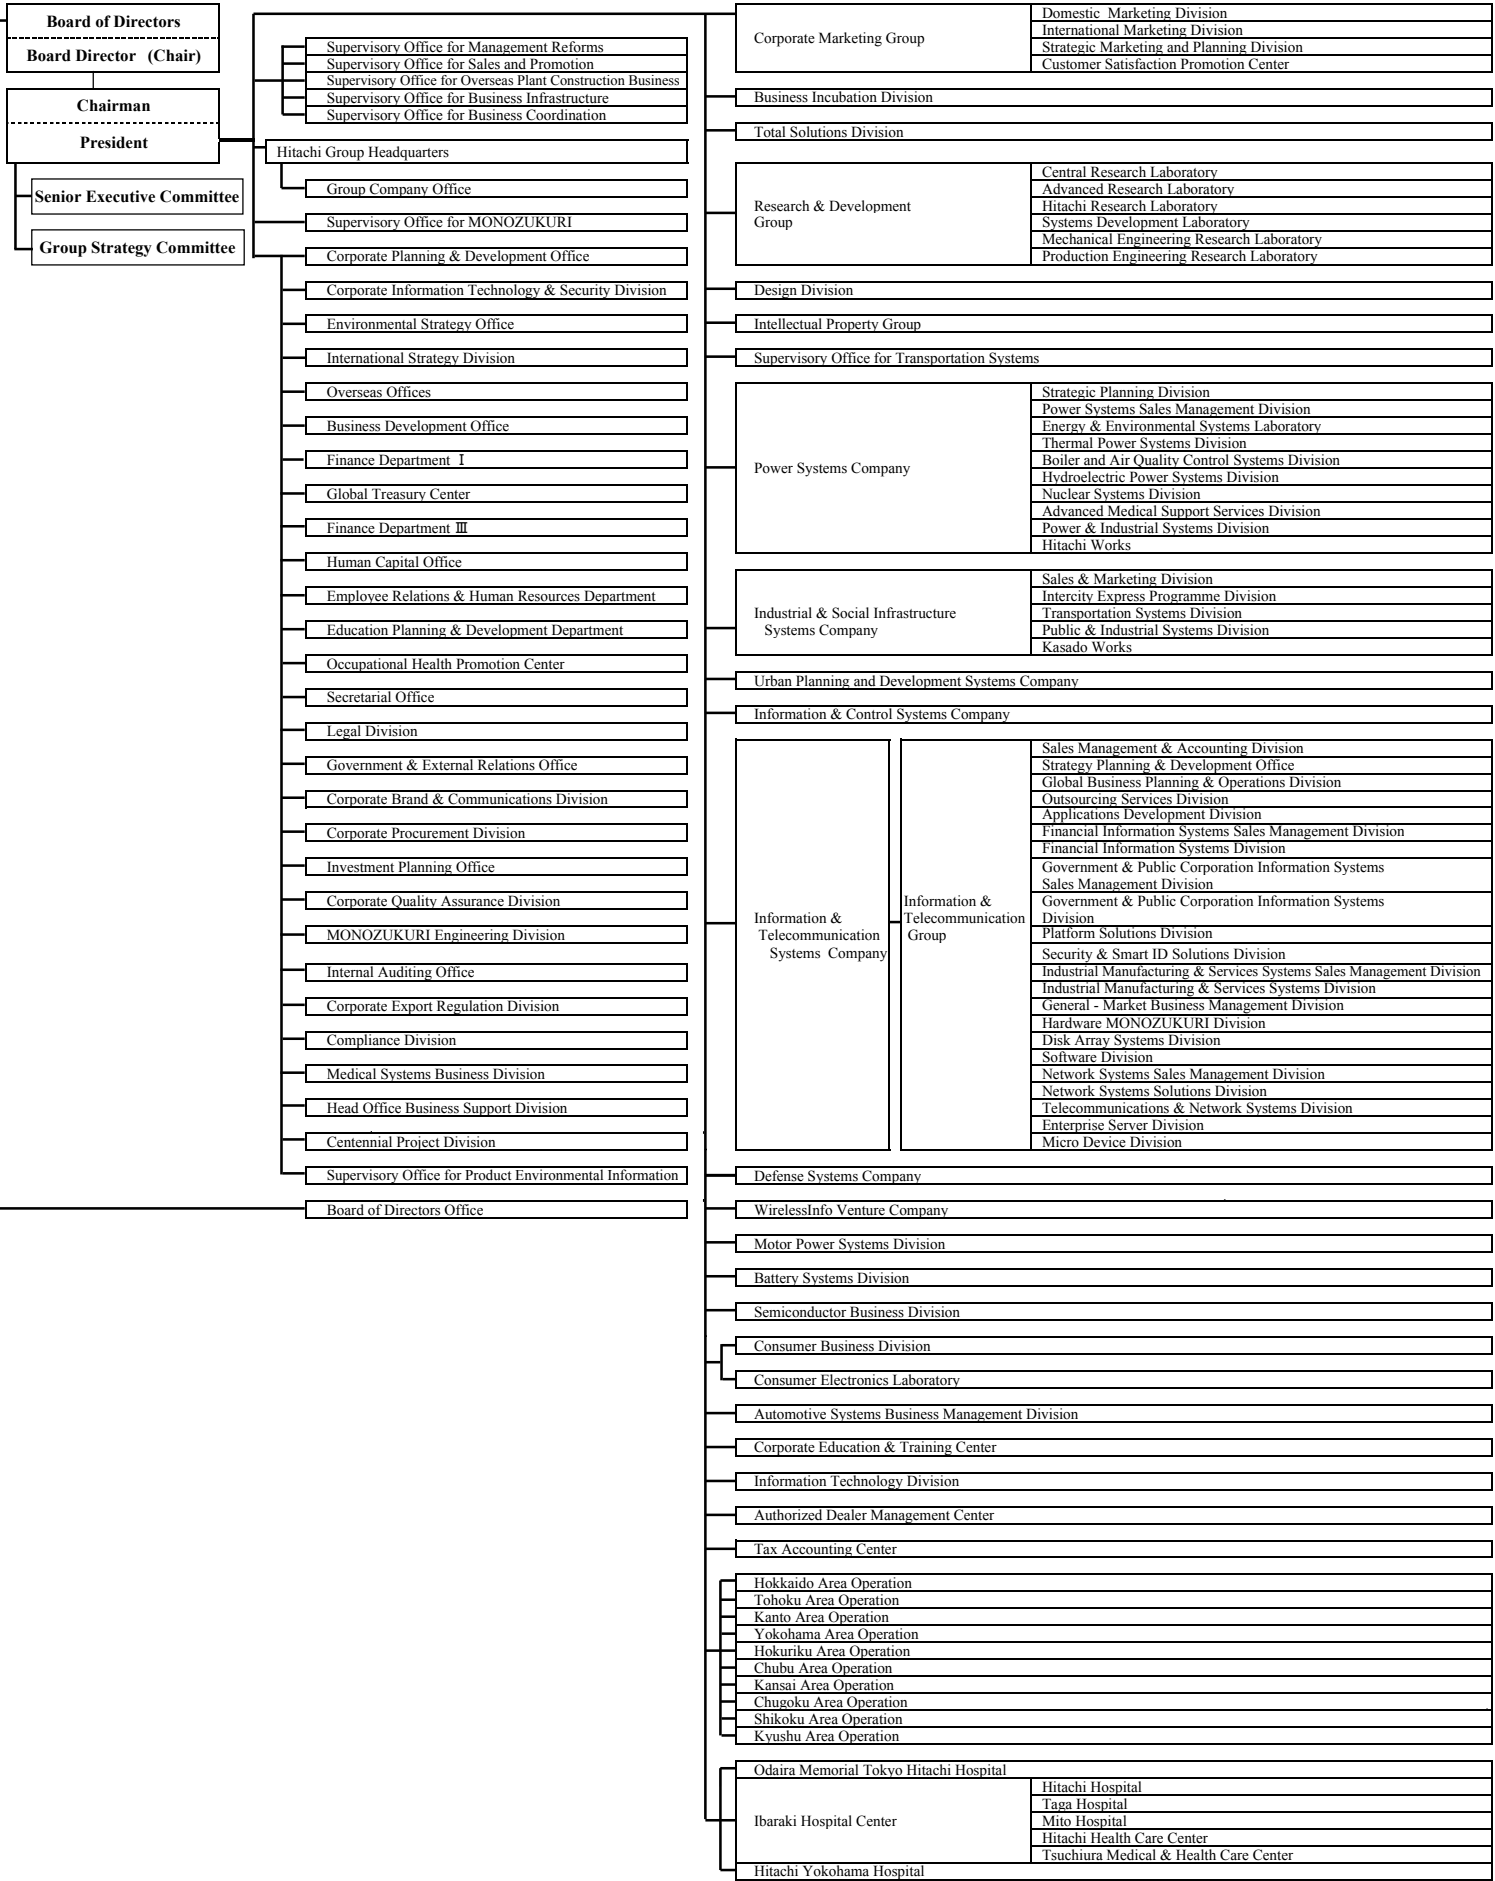 Board of Directors
Board Director (Chair)
Chairman
President
Senior Executive Committee
Group Strategy Committee
Supervisory Office for Management Reforms
Supervisory Office for Sales and Promotion
Supervisory Office for Overseas Plant Construction Business
Supervisory Office for Business Infrastructure
Supervisory Office for Business Coordination
Hitachi Group Headquarters
Group Company Office
Supervisory Office for MONOZUKURI
Corporate Planning & Development Office
Corporate Information Technology & Security Division
Environmental Strategy Office
International Strategy Division
Overseas Offices
Business Development Office
Finance Department Ⅰ
Global Treasury Center
Finance Department Ⅲ
Human Capital Office
Employee Relations & Human Resources Department
Education Planning & Development Department
Occupational Health Promotion Center
Secretarial Office
Legal Division
Government & External Relations Office
Corporate Brand & Communications Division
Corporate Procurement Division
Investment Planning Office
Corporate Quality Assurance Division
MONOZUKURI Engineering Division
Internal Auditing Office
Corporate Export Regulation Division
Compliance Division
Medical Systems Business Division
Head Office Business Support Division
Centennial Project Division
Supervisory Office for Product Environmental Information
Board of Directors Office
Corporate Marketing Group
Domestic Marketing Division
International Marketing Division
Strategic Marketing and Planning Division
Customer Satisfaction Promotion Center
Business Incubation Division
Total Solutions Division
Research & Development
Group
Central Research Laboratory
Advanced Research Laboratory
Hitachi Research Laboratory
Systems Development Laboratory
Mechanical Engineering Research Laboratory
Production Engineering Research Laboratory
Design Division
Intellectual Property Group
Supervisory Office for Transportation Systems
Power Systems Company
Strategic Planning Division
Power Systems Sales Management Division
Energy & Environmental Systems Laboratory
Thermal Power Systems Division
Boiler and Air Quality Control Systems Division
Hydroelectric Power Systems Division
Nuclear Systems Division
Advanced Medical Support Services Division
Power & Industrial Systems Division
Hitachi Works
Industrial & Social Infrastructure
Systems Company
Sales & Marketing Division
Intercity Express Programme Division
Transportation Systems Division
Public & Industrial Systems Division
Kasado Works
Urban Planning and Development Systems Company
Information & Control Systems Company
Information &
Telecommunication
Systems Company
Information &
Telecommunication
Group
Sales Management & Accounting Division
Strategy Planning & Development Office
Global Business Planning & Operations Division
Outsourcing Services Division
Applications Development Division
Financial Information Systems Sales Management Division
Financial Information Systems Division
Government & Public Corporation Information Systems
Sales Management Division
Government & Public Corporation Information Systems
Division
Platform Solutions Division
Security & Smart ID Solutions Division
Industrial Manufacturing & Services Systems Sales Management Division
Industrial Manufacturing & Services Systems Division
General - Market Business Management Division
Hardware MONOZUKURI Division
Disk Array Systems Division
Software Division
Network Systems Sales Management Division
Network Systems Solutions Division
Telecommunications & Network Systems Division
Enterprise Server Division
Micro Device Division
Defense Systems Company
WirelessInfo Venture Company
Motor Power Systems Division
Battery Systems Division
Semiconductor Business Division
Consumer Business Division
Consumer Electronics Laboratory
Automotive Systems Business Management Division
Corporate Education & Training Center
Information Technology Division
Authorized Dealer Management Center
Tax Accounting Center
Hokkaido Area Operation
Tohoku Area Operation
Kanto Area Operation
Yokohama Area Operation
Hokuriku Area Operation
Chubu Area Operation
Kansai Area Operation
Chugoku Area Operation
Shikoku Area Operation
Kyushu Area Operation
Odaira Memorial Tokyo Hitachi Hospital
Ibaraki Hospital Center
Hitachi Hospital
Taga Hospital
Mito Hospital
Hitachi Health Care Center
Tsuchiura Medical & Health Care Center
Hitachi Yokohama Hospital